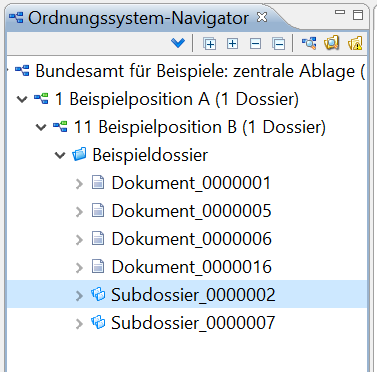 Ordnungssystem-Navigator
Bundesamt für Beispiele: zentrale Ablage (
1 Beispielposition A (1 Dossier)
11 Beispielposition B (1 Dossier)
Beispieldossier
Dokument_0000001
Dokument_0000005
Dokument_0000006
Dokument_0000016
Subdossier_0000002
Subdossier_0000007